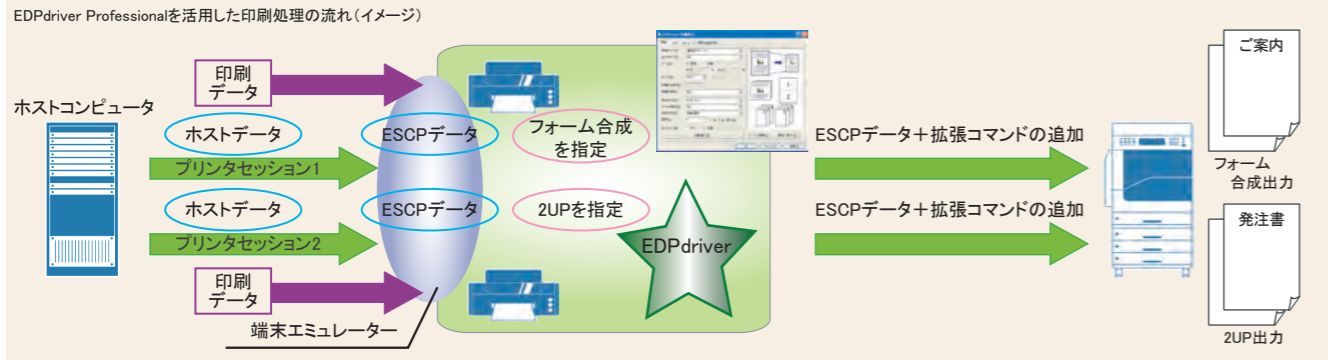 EDPdriver Professionalを活用した印刷処理の流れ（イメージ）
ホストコンピュータ
印刷
データ
ホストデータ
プリンタセッション1
ホストデータ
プリンタセッション2
印刷
データ
端末エミュレーター
ESCPデータ
ESCPデータ
フォーム合成
を指定
2UPを指定
EDPdriver
ESCPデータ＋拡張コマンドの追加
ESCPデータ＋拡張コマンドの追加
ご案内
フォーム
合成出力
発注書
2UP出力